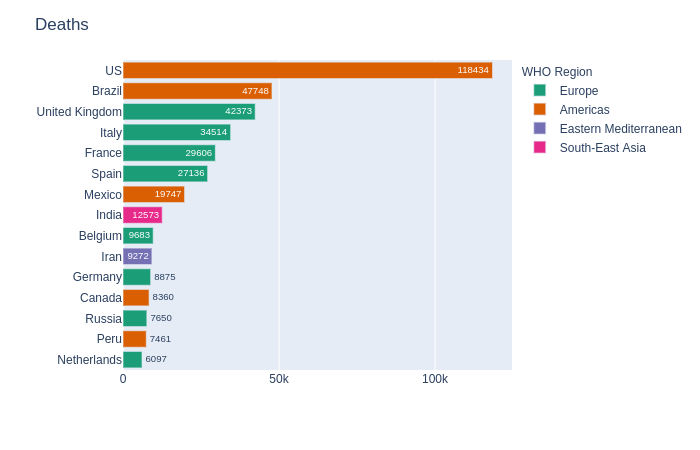 Deaths
US 118434
Brazil 47748
United Kingdom 42373
Italy 34514
France 29606
Spain 27136
Mexico 19747
India 12573
Belgium 9683
Iran 9272
Germany 8875
Canada 8360
Russia 7650
Peru 7461
Netherlands 6097
0 50k 100k
WHO Region
Europe
Americas
Eastern Mediterranean
South-East Asia